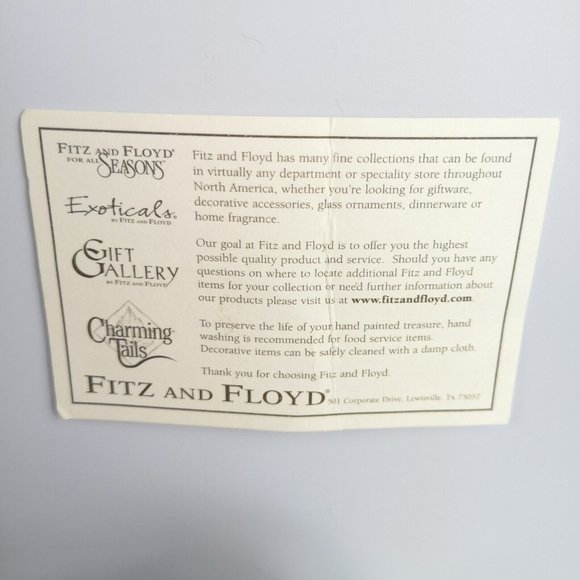 FITZ AND FLOYD®
FOR ALL SEASONS™
Exoticals®
BY FITZ AND FLOYD
GIFT
GALLERY
BY FITZ AND FLOYD®
Charming
Tails
Fitz and Floyd has many fine collections that can be found
in virtually any department or speciality store throughout
North America, whether you're looking for giftware,
decorative accessories, glass ornaments, dinnerware or
home fragrance.
Our goal at Fitz and Floyd is to offer you the highest
possible quality product and service. Should you have any
questions on where to locate additional Fitz and Floyd
items for your collection or need further information about
our products please visit us at www.fitzandfloyd.com.
To preserve the life of your hand painted treasure, hand
washing is recommended for food service items.
Decorative items can be safely cleaned with a damp cloth.
Thank you for choosing Fitz and Floyd.
FITZ AND FLOYD® 501 Corporate Drive, Lewisville, Tx 75057